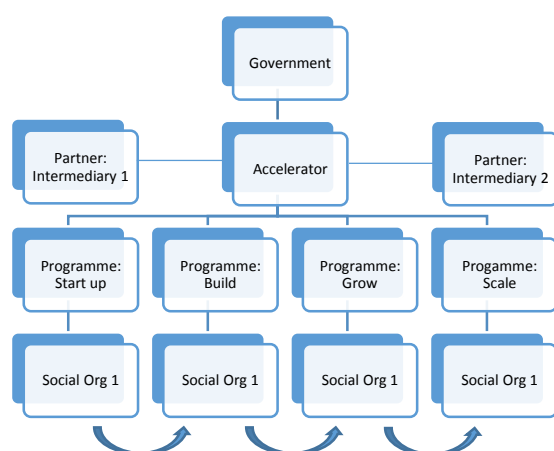 Government
Partner:
Intermediary 1
Accelerator
Partner:
Intermediary 2
Programme:
Start up
Programme:
Build
Programme:
Grow
Progamme:
Scale
Social Org 1
Social Org 1
Social Org 1
Social Org 1